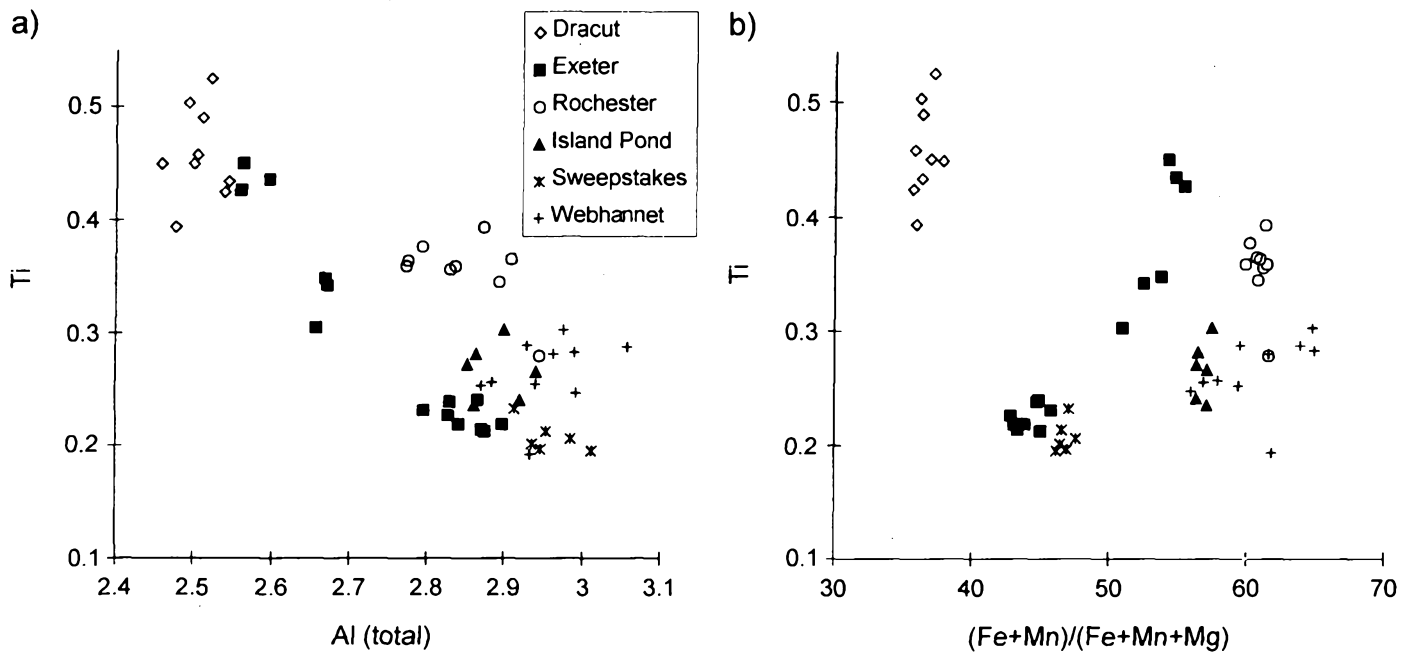 a)
Dracut
Exeter
Rochester
Island Pond
Sweepstakes
Webhannet
0.5
0.4
0.3
0.2
0.1
Ti
2.4 2.5 2.6 2.7 2.8 2.9 3 3.1
Al (total)
b)
0.5
0.4
0.3
0.2
0.1
Ti
30 40 50 60 70
(Fe+Mn)/(Fe+Mn+Mg)